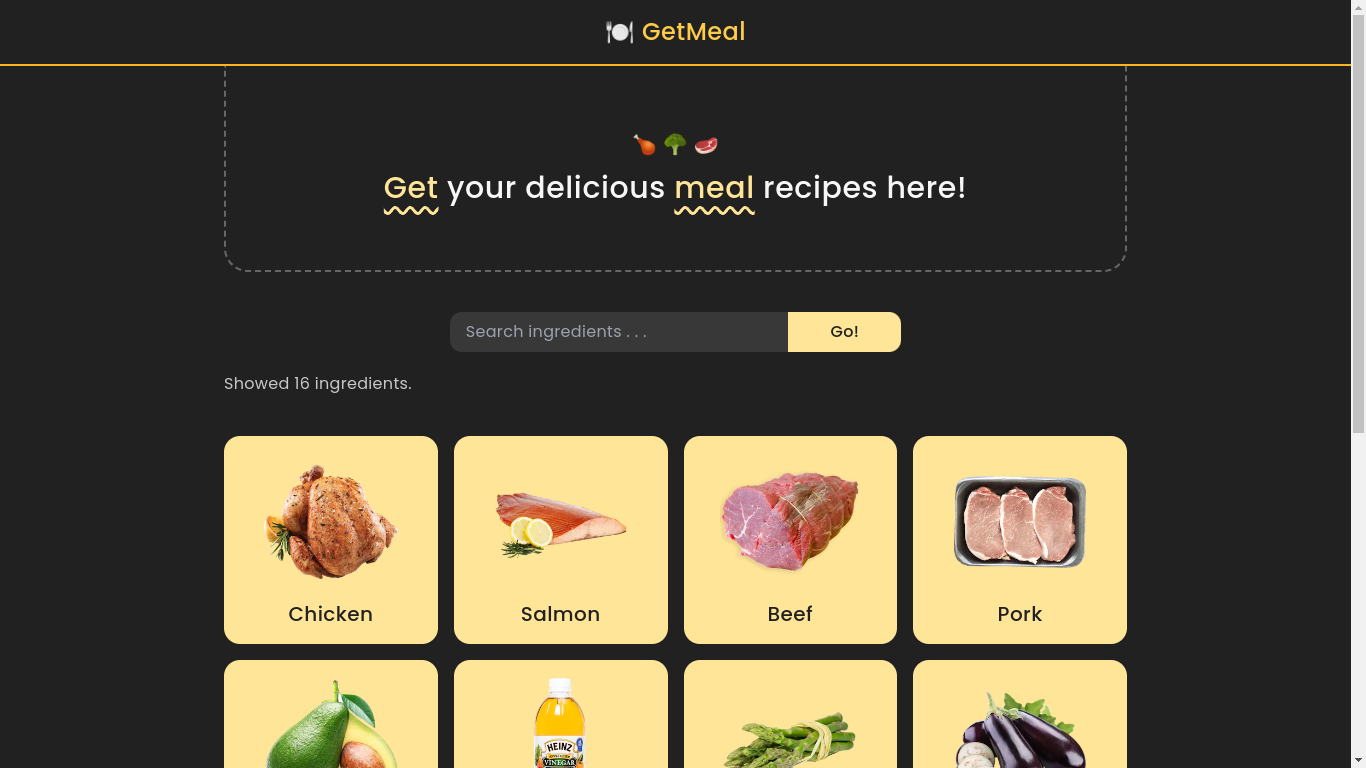 GetMeal
Get your delicious meal recipes here!
Search ingredients . . .
Go!
Showed 16 ingredients.
Chicken
Salmon
Beef
Pork
HEINZ
VINEGAR